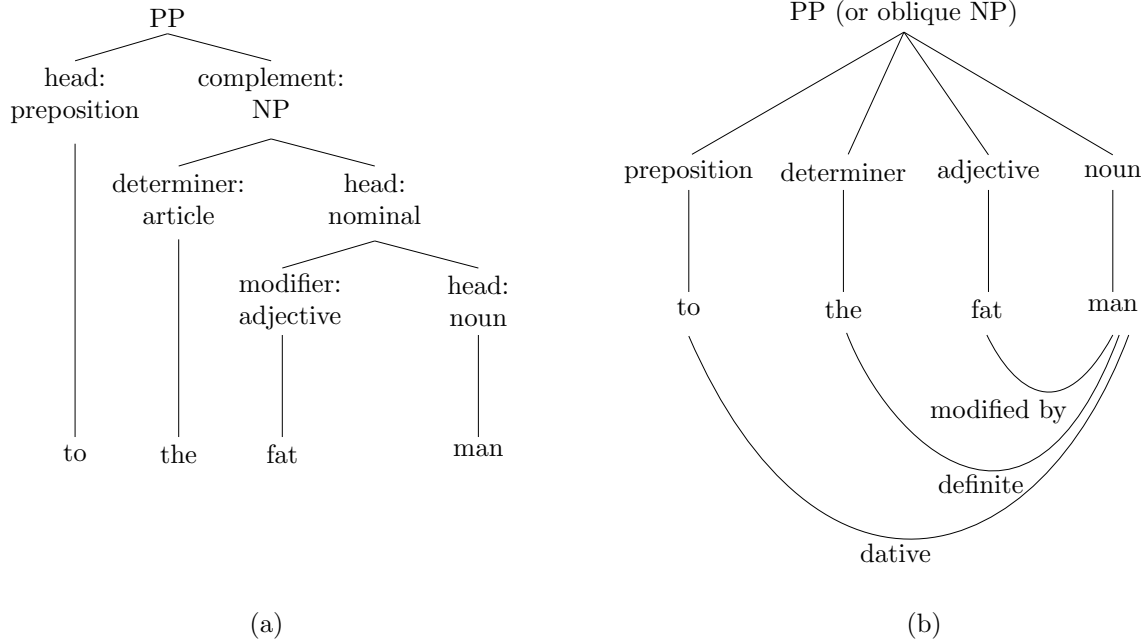 PP
head:
preposition
complement:
NP
determiner:
article
head:
nominal
modifier:
adjective
head:
noun
to the fat man
(a)
PP (or oblique NP)
preposition determiner adjective noun
to the fat man
modified by
definite
dative
(b)